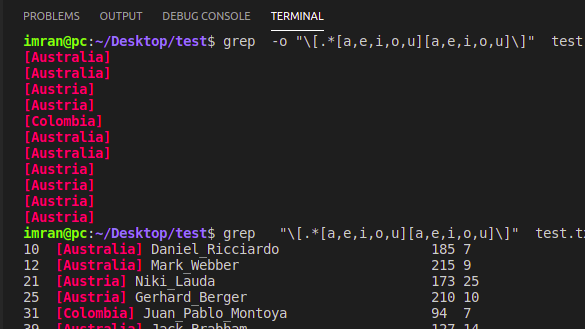 PROBLEMS OUTPUT DEBUG CONSOLE TERMINAL
imran@pc:~/Desktop/test$ grep  -o "\[.*[a,e,i,o,u][a,e,i,o,u]\]"  test.
[Australia]
[Australia]
[Austria]
[Austria]
[Colombia]
[Australia]
[Australia]
[Austria]
[Austria]
[Austria]
[Austria]
imran@pc:~/Desktop/test$ grep   "\[.*[a,e,i,o,u][a,e,i,o,u]\]"  test.t
10  [Australia] Daniel_Ricciardo                   185 7
12  [Australia] Mark_Webber                        215 9
21  [Austria] Niki_Lauda                           173 25
25  [Austria] Gerhard_Berger                       210 10
31  [Colombia] Juan_Pablo_Montoya                  94  7
39  [Australia] Jack_Brabham                       127 14